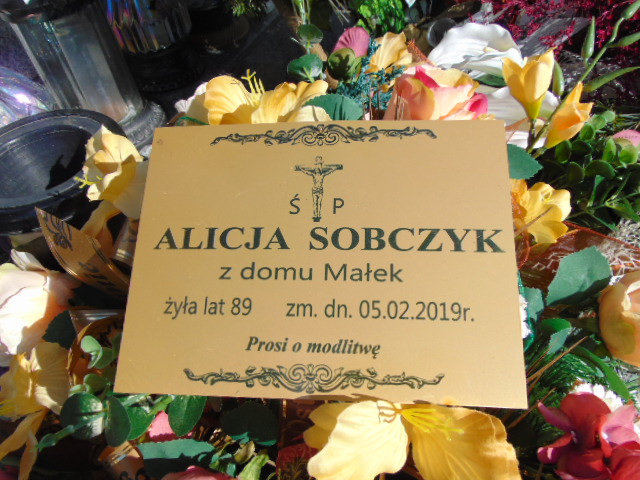 Ś P
ALICJA SOBCZYK
z domu Małek
żyła lat 89 zm. dn. 05.02.2019r.
Prosi o modlitwę